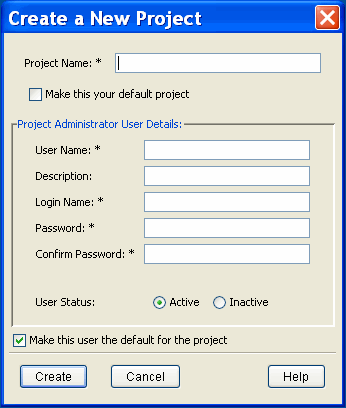 Create a New Project
Project Name: *
Make this your default project
Project Administrator User Details:
User Name: *
Description:
Login Name: *
Password: *
Confirm Password: *
User Status: Active Inactive
Make this user the default for the project
Create Cancel Help